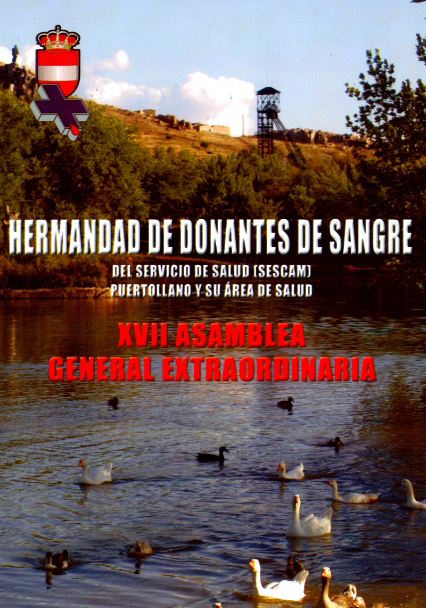 HERMANDAD DE DONANTES DE SANGRE
DEL SERVICIO DE SALUD (SESCAM)
PUERTOLLANO Y SU ÁREA DE SALUD
XVII ASAMBLEA
GENERAL EXTRAORDINARIA